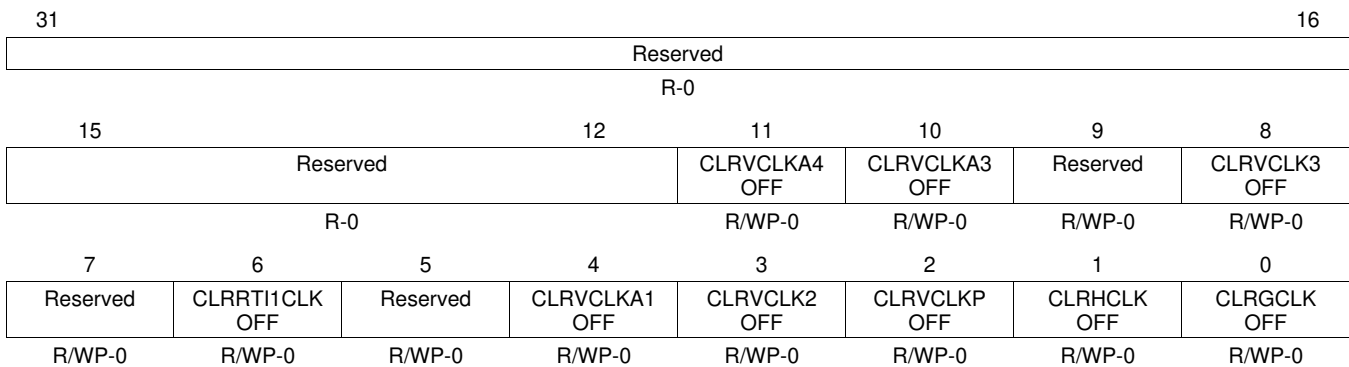 31 16
Reserved
R-0
15 12 11 10 9 8
Reserved CLRVCLKA4 CLRVCLKA3 Reserved CLRVCLK3
OFF OFF OFF
R-0 R/WP-0 R/WP-0 R/WP-0 R/WP-0
7 6 5 4 3 2 1 0
Reserved CLRRTI1CLK Reserved CLRVCLKA1 CLRVCLK2 CLRVCLKP CLRHCLK CLRGCLK
OFF OFF OFF OFF OFF OFF
R/WP-0 R/WP-0 R/WP-0 R/WP-0 R/WP-0 R/WP-0 R/WP-0 R/WP-0